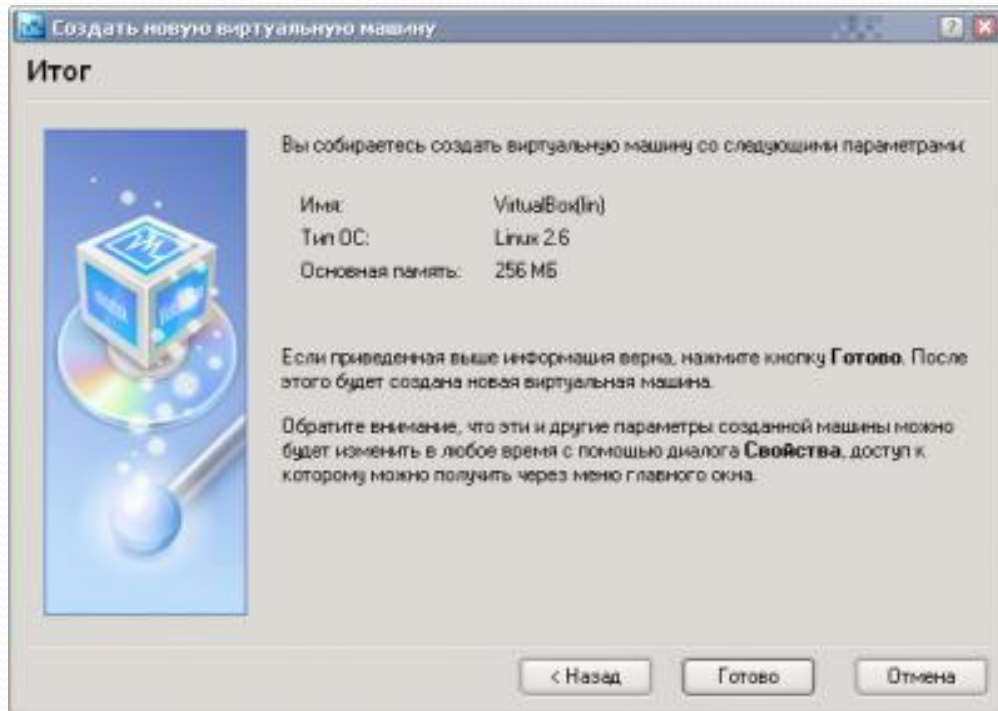 Создать новую виртуальную машину
Итог
Вы собираетесь создать виртуальную машину со следующими параметрами:
Имя: VirtualBox(lin)
Тип ОС: Linux 2.6
Основная память: 256 МБ
Если приведенная выше информация верна, нажмите кнопку Готово. После
этого будет создана новая виртуальная машина.
Обратите внимание, что эти и другие параметры созданной машины можно
будет изменить в любое время с помощью диалога Свойства, доступ к
которому можно получить через меню главного окна.
< Назад
Готово
Отмена